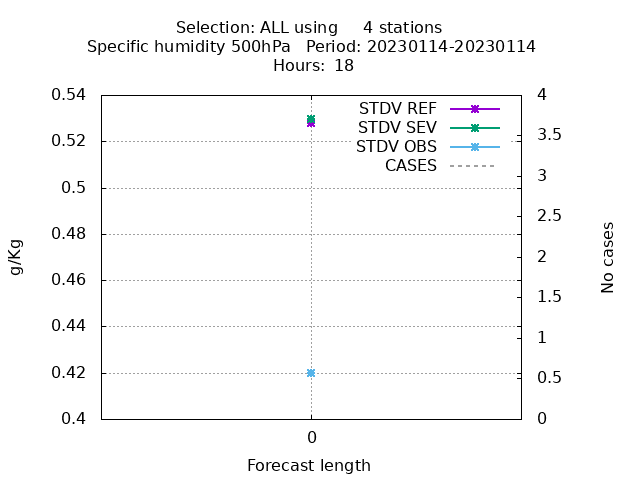 Selection: ALL using     4 stations
Specific humidity 500hPa   Period: 20230114-20230114
Hours:  18
STDV REF
STDV SEV
STDV OBS
CASES
0.54
0.52
0.5
0.48
0.46
0.44
0.42
0.4
g/Kg
4
3.5
3
2.5
2
1.5
1
0.5
0
No cases
0
Forecast length